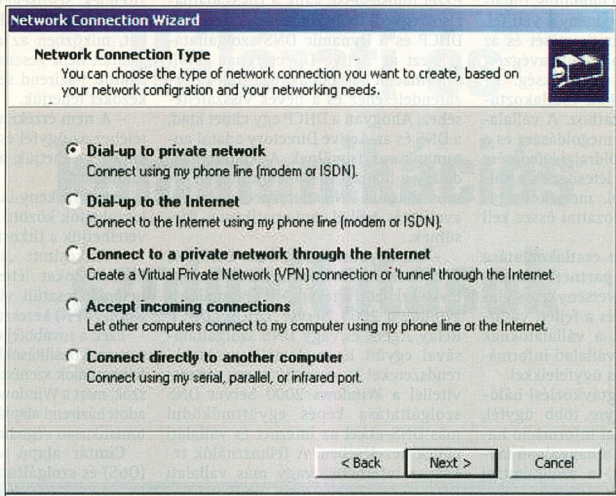 Network Connection Wizard
Network Connection Type
You can choose the type of network connection you want to create, based on
your network configration and your networking needs.
Dial-up to private network
Connect using my phone line (modem or ISDN).
Dial-up to the Internet
Connect to the Internet using my phone line (modem or ISDN).
Connect to a private network through the Internet
Create a Virtual Private Network (VPN) connection or 'tunnel' through the Internet.
Accept incoming connections
Let other computers connect to my computer using my phone line or the Internet.
Connect directly to another computer
Connect using my serial, parallel, or infrared port.
< Back
Next >
Cancel